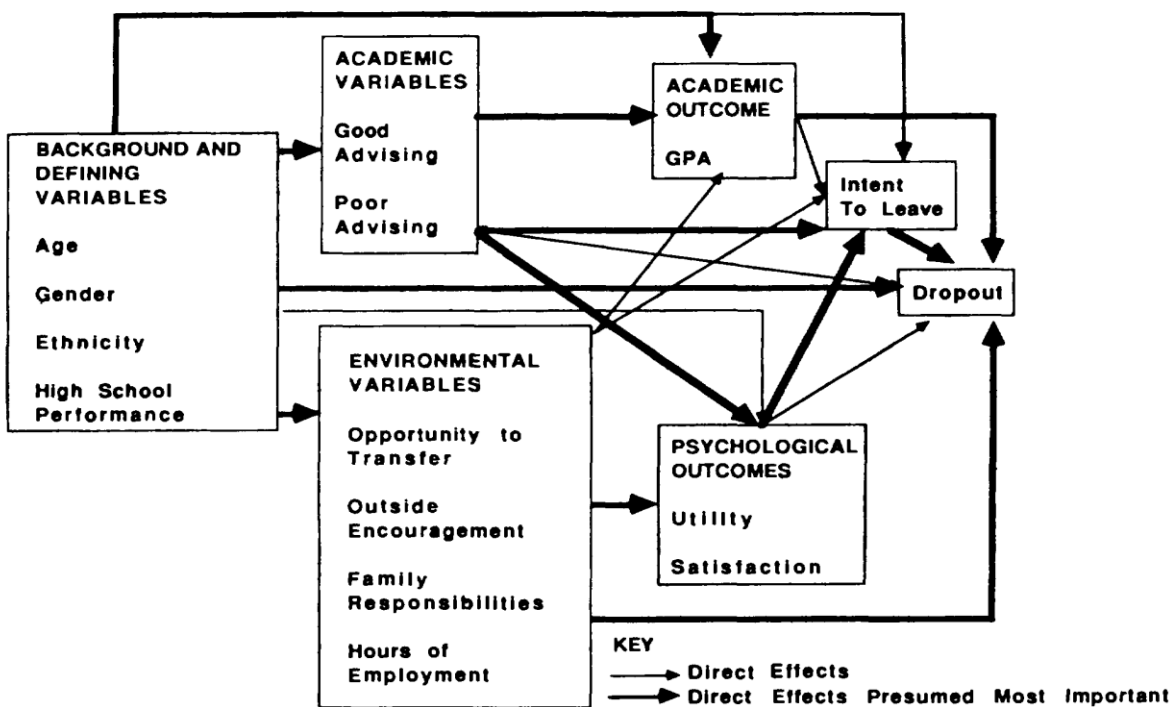 BACKGROUND AND
DEFINING
VARIABLES
Age
Gender
Ethnicity
High School
Performance
ACADEMIC
VARIABLES
Good
Advising
Poor
Advising
ENVIRONMENTAL
VARIABLES
Opportunity to
Transfer
Outside
Encouragement
Family
Responsibilities
Hours of
Employment
ACADEMIC
OUTCOME
GPA
Intent
To Leave
Dropout
PSYCHOLOGICAL
OUTCOMES
Utility
Satisfaction
KEY
Direct Effects
Direct Effects Presumed Most Important